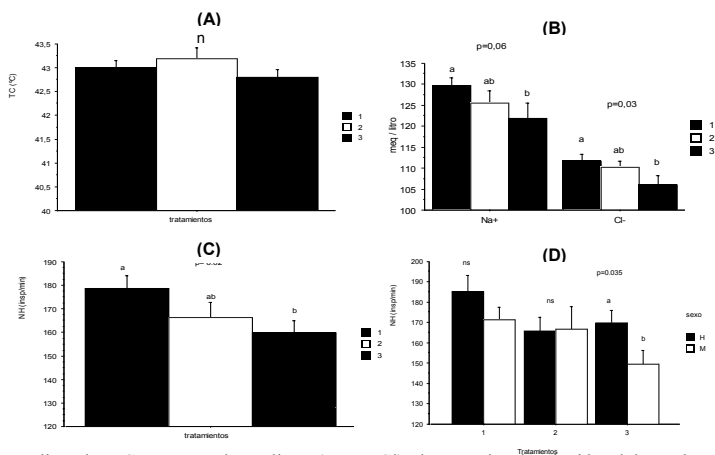 (A)
n
43,5
43
42,5
42
41,5
41
40,5
40
TC (ºC)
tratamientos
1
2
3
(B)
p=0,06
a
ab
b
p=0,03
a
ab
b
135
130
125
120
115
110
105
100
meq / litro
Na+
Cl-
1
2
3
(C)
a
ab
b
190
180
170
160
150
140
130
120
NH (insp/min)
tratamientos
1
2
3
(D)
ns
ns
p=0.035
a
b
200
190
180
170
160
150
140
130
120
NH (insp/min)
1
2
3
Tratamientos
sexo
H
M